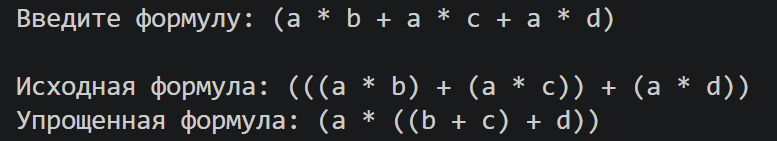 Введите формулу: (a * b + a * c + a * d)
Исходная формула: (((a * b) + (a * c)) + (a * d))
Упрощенная формула: (a * ((b + c) + d))